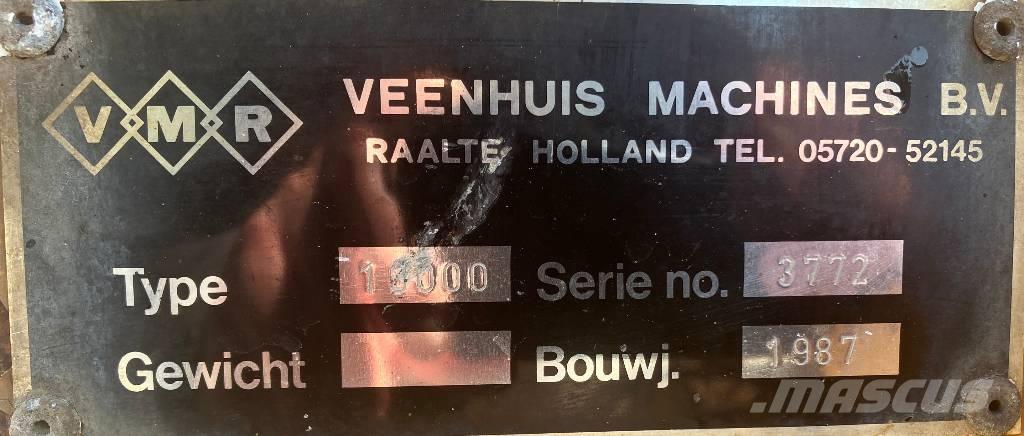 VMR
VEENHUIS MACHINES B.V.
RAALTE HOLLAND TEL. 05720-52145
Type Serie no. 3772
Gewicht Bouwj. 1987
.MASCUS